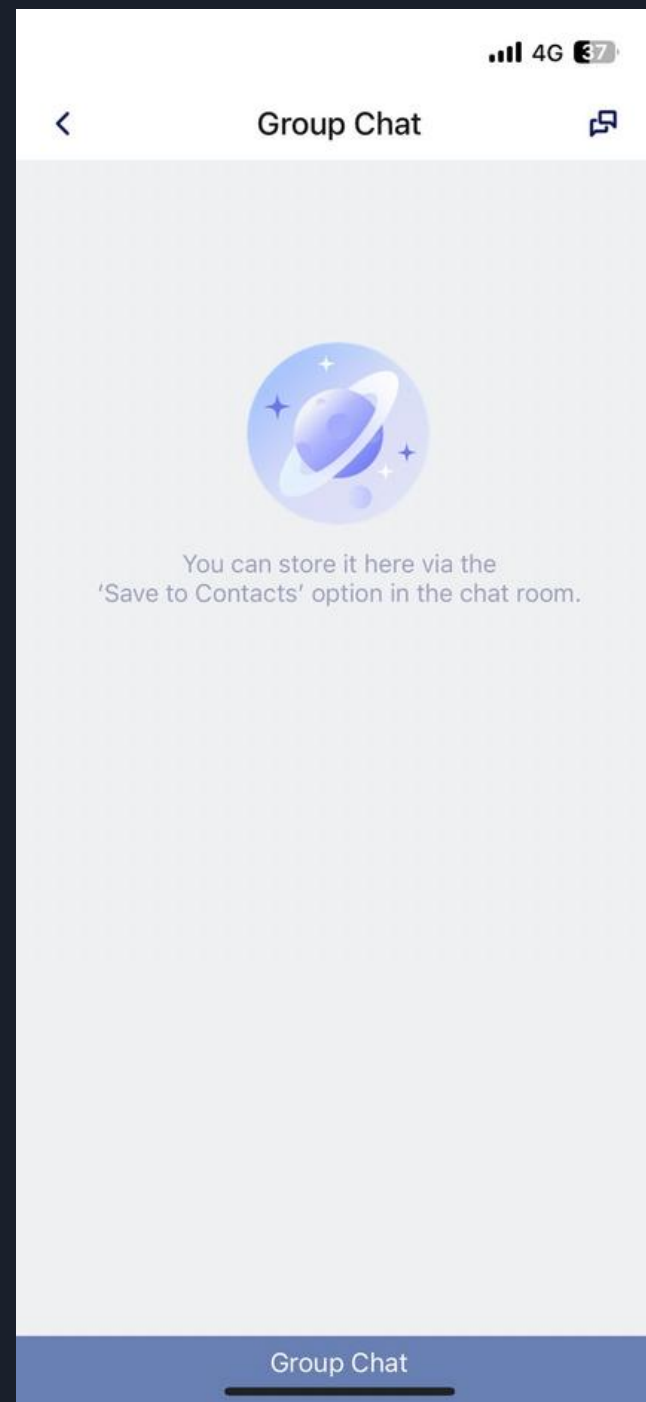 4G 37
Group Chat
You can store it here via the
‘Save to Contacts’ option in the chat room.
Group Chat